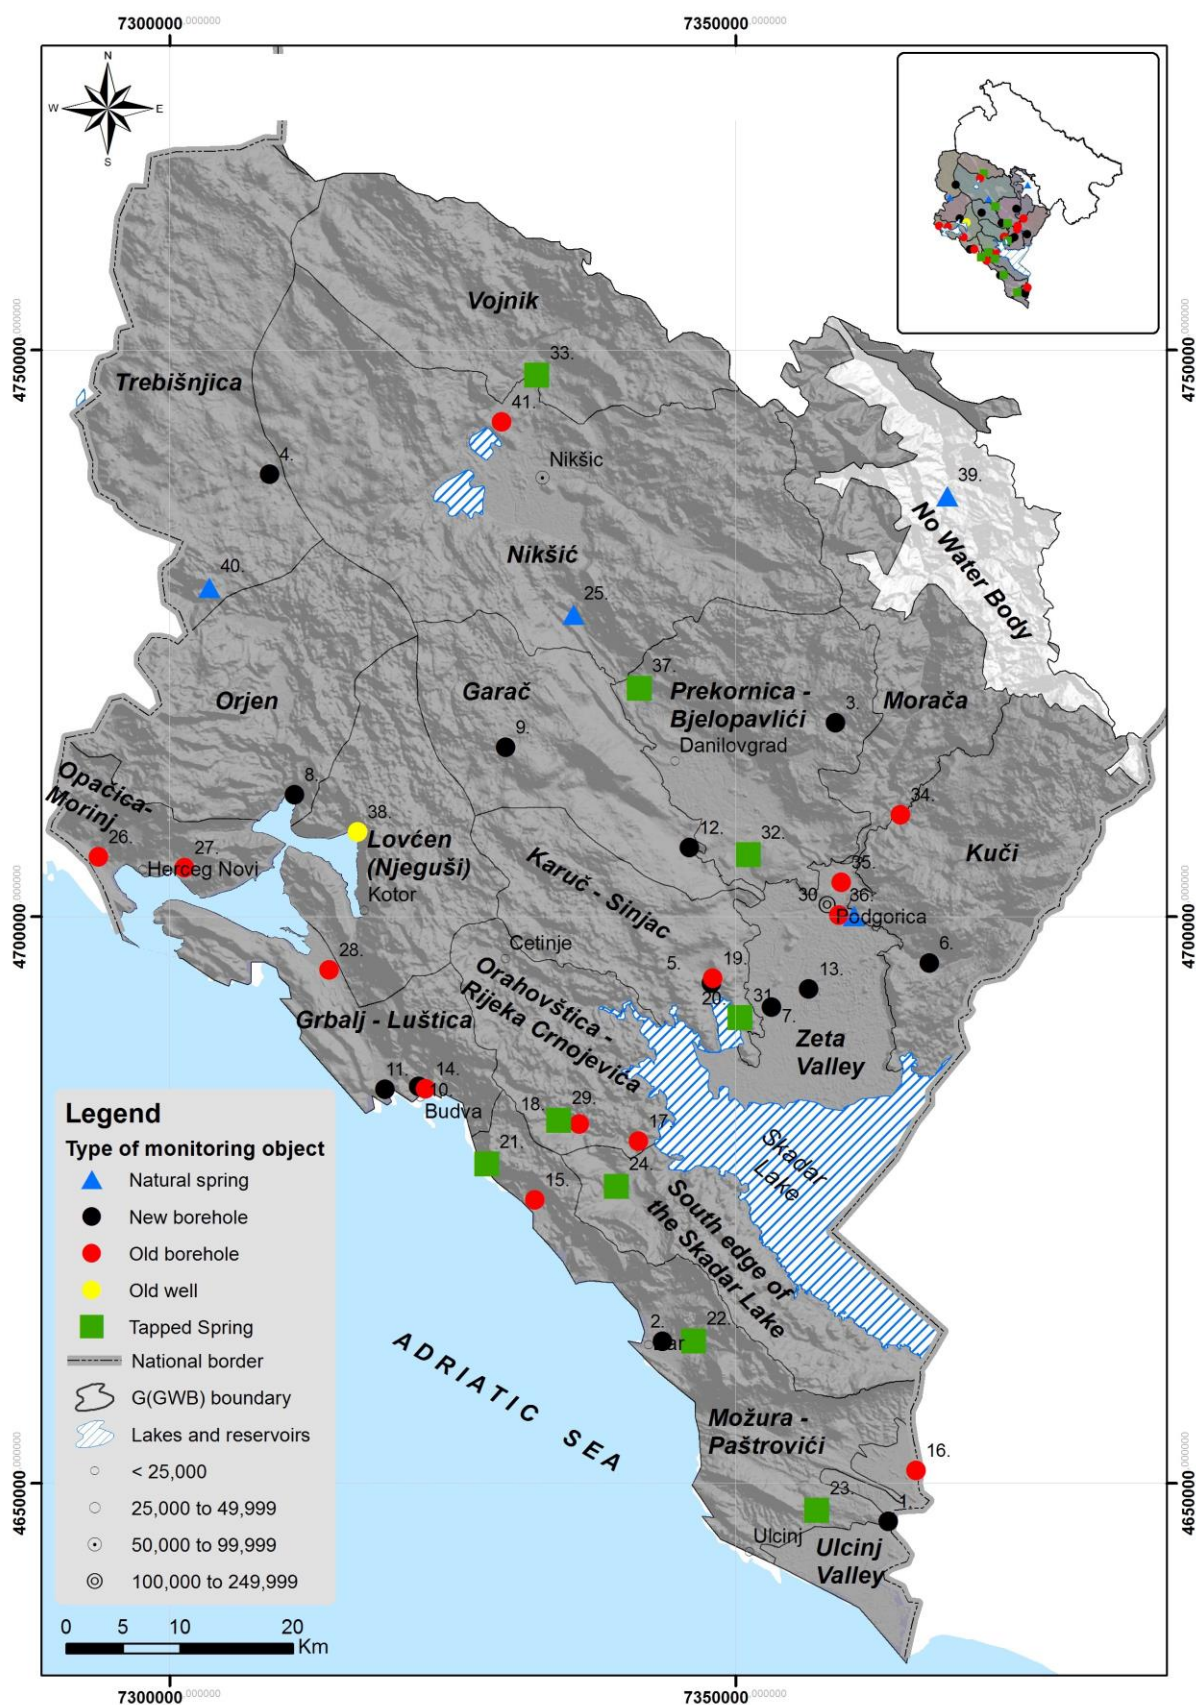 7300000,000000
7350000,000000
N
W
E
S
Vojnik
33.
4750000,000000
4750000,000000
Trebišnjica
41.
Nikšic
4.
39.
No Water Body
Nikšić
40.
25.
37.
Orjen
Garač
Prekornica -
Bjelopavlići
3.
Morača
9.
Danilovgrad
Opačica-
Morinj
8.
34.
38.
Lovćen
(Njeguši)
12.
32.
Kuči
26.
27.
Herceg Novi
Karuč - Sinjac
35.
30
36.
Podgorica
Kotor
4700000,000000
4700000,000000
Cetinje
28.
5.
19.
20
6.
13.
Orahovštica -
Rijeka Crnojevića
31
7.
Grbalj - Luštica
Zeta
Valley
11.
14.
10
Budva
18.
29.
17.
Skadar
Lake
21.
24.
15.
South edge of
the Skadar Lake
2.
22.
ADRIATIC SEA
Možura -
Paštrovići
16.
23.
1.
4650000,000000
4650000,000000
Ulcinj
Ulcinj
Valley
Legend
Type of monitoring object
Natural spring
New borehole
Old borehole
Old well
Tapped Spring
National border
G(GWB) boundary
Lakes and reservoirs
< 25,000
25,000 to 49,999
50,000 to 99,999
100,000 to 249,999
0 5 10 20
Km
7300000,000000
7350000,000000